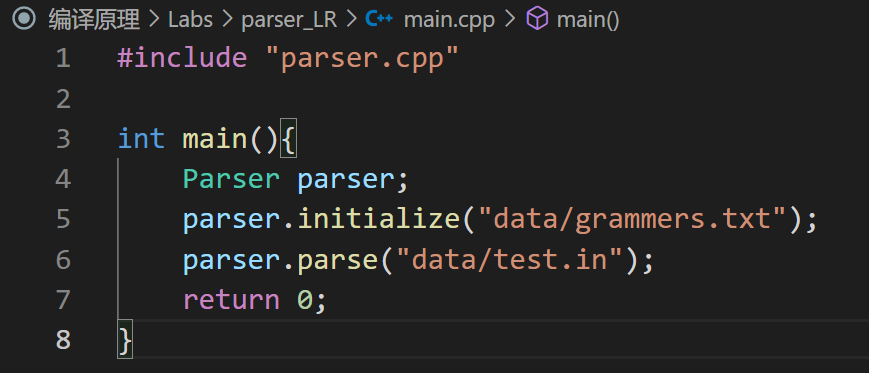 编译原理 > Labs > parser_LR > C++ main.cpp > main()
1 #include "parser.cpp"
2
3 int main(){
4     Parser parser;
5     parser.initialize("data/grammers.txt");
6     parser.parse("data/test.in");
7     return 0;
8 }